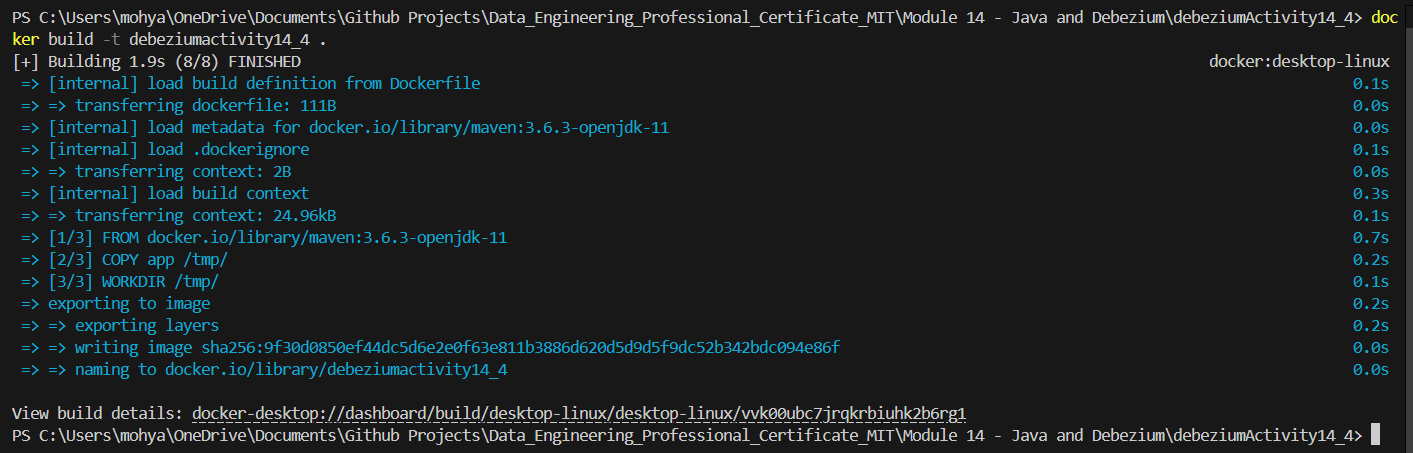 PS C:\Users\mohya\OneDrive\Documents\Github Projects\Data_Engineering_Professional_Certificate_MIT\Module 14 - Java and Debezium\debeziumActivity14_4> doc
ker build -t debeziumactivity14_4 .
[+] Building 1.9s (8/8) FINISHED docker:desktop-linux
=> [internal] load build definition from Dockerfile 0.1s
=> => transferring dockerfile: 111B 0.0s
=> [internal] load metadata for docker.io/library/maven:3.6.3-openjdk-11 0.0s
=> [internal] load .dockerignore 0.1s
=> => transferring context: 2B 0.0s
=> [internal] load build context 0.3s
=> => transferring context: 24.96kB 0.1s
=> [1/3] FROM docker.io/library/maven:3.6.3-openjdk-11 0.7s
=> [2/3] COPY app /tmp/ 0.2s
=> [3/3] WORKDIR /tmp/ 0.1s
=> exporting to image 0.2s
=> => exporting layers 0.2s
=> => writing image sha256:9f30d0850ef44dc5d6e2e0f63e811b3886d620d5d9d5f9dc52b342bdc094e86f 0.0s
=> => naming to docker.io/library/debeziumactivity14_4 0.0s
View build details: docker-desktop://dashboard/build/desktop-linux/desktop-linux/vvk00ubc7jrqkrbiuhk2b6rg1
PS C:\Users\mohya\OneDrive\Documents\Github Projects\Data_Engineering_Professional_Certificate_MIT\Module 14 - Java and Debezium\debeziumActivity14_4>